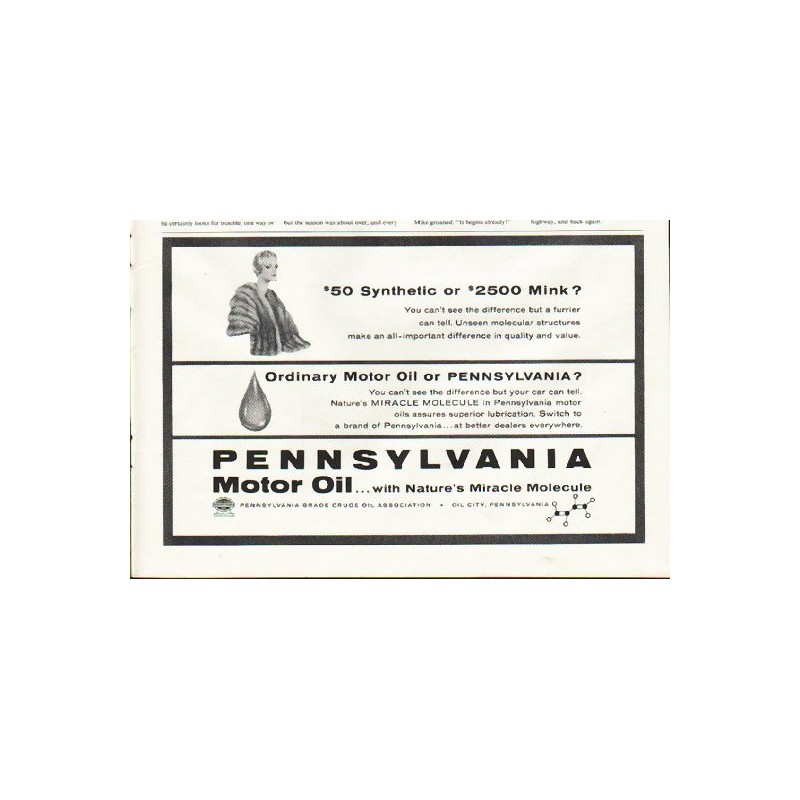 he certainly looks for trouble, one way or
but the season was about over, and every
Mike groaned, "It begins already!"
highway, and back again.
$50 Synthetic or $2500 Mink?
You can't see the difference but a furrier
can tell. Unseen molecular structures
make an all-important difference in quality and value.
Ordinary Motor Oil or PENNSYLVANIA?
You can't see the difference but your car can tell.
Nature's MIRACLE MOLECULE in Pennsylvania motor
oils assures superior lubrication. Switch to
a brand of Pennsylvania...at better dealers everywhere.
PENNSYLVANIA
Motor Oil...with Nature's Miracle Molecule
PENNSYLVANIA GRADE CRUDE OIL ASSOCIATION • OIL CITY, PENNSYLVANIA